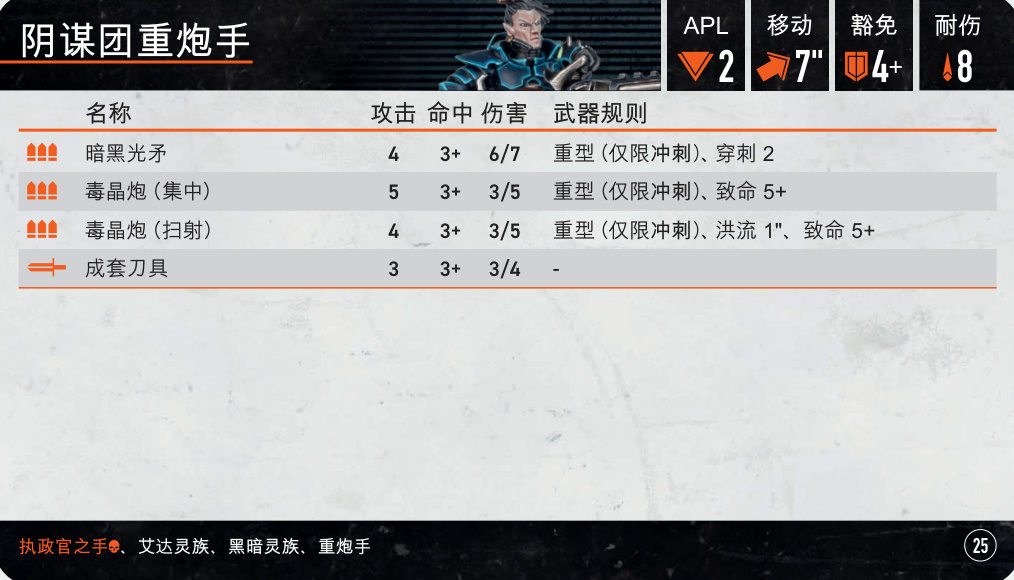 阴谋团重炮手
APL 移动 豁免 耐伤
2 7" 4+ 8
名称 攻击 命中 伤害 武器规则
暗黑光矛 4 3+ 6/7 重型（仅限冲刺）、穿刺 2
毒晶炮（集中） 5 3+ 3/5 重型（仅限冲刺）、致命 5+
毒晶炮（扫射） 4 3+ 3/5 重型（仅限冲刺）、洪流 1"、致命 5+
成套刀具 3 3+ 3/4 -
执政官之手、艾达灵族、黑暗灵族、重炮手
25